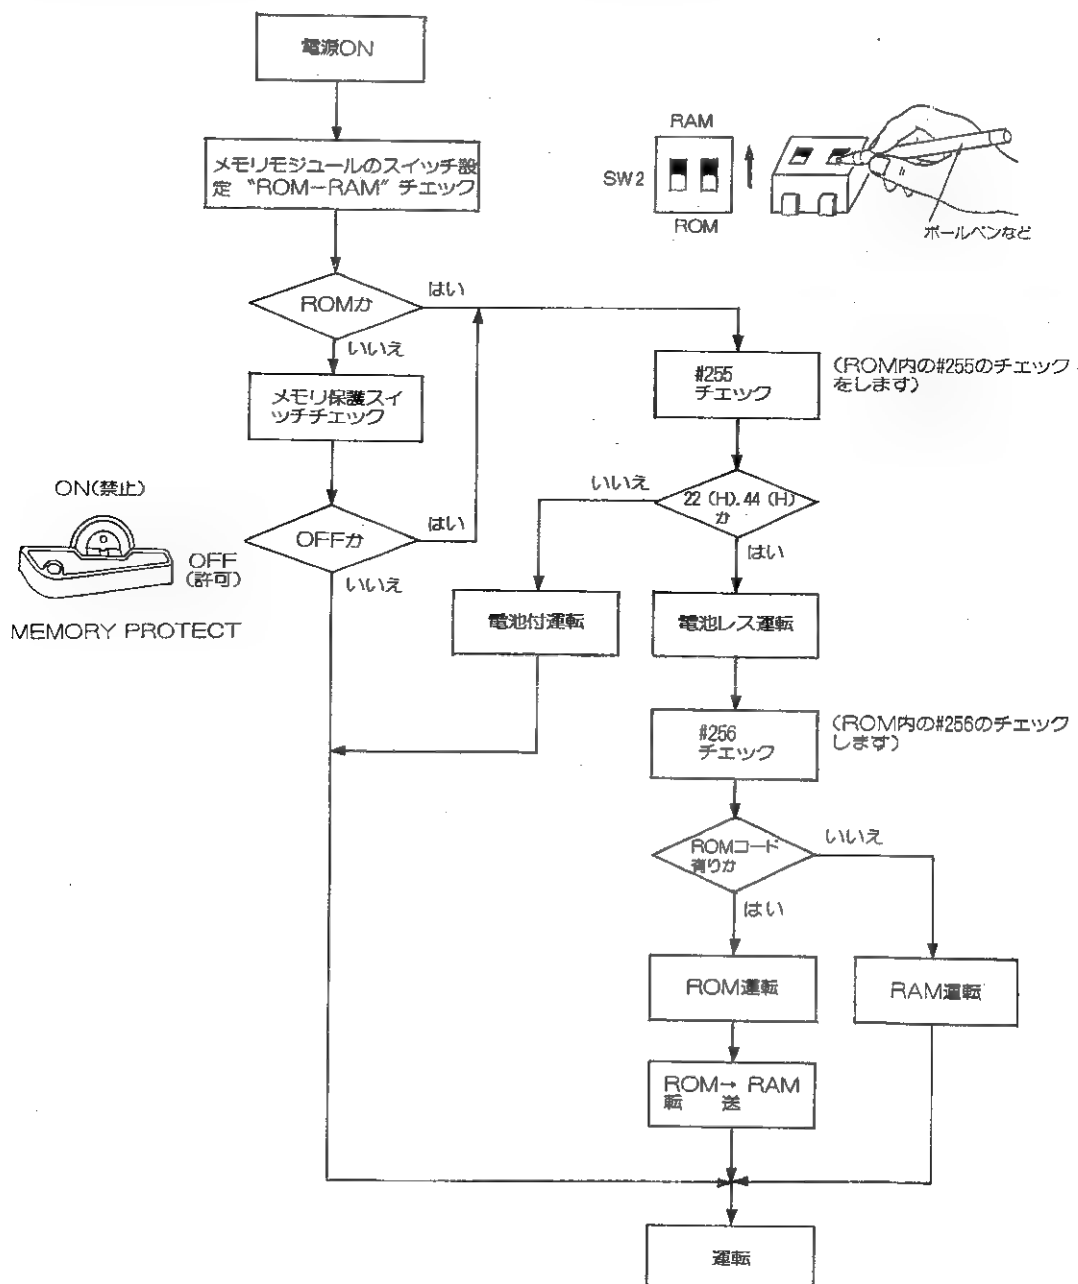 電源ON
メモリモジュールのスイッチ設
定 "ROM-RAM" チェック
RAM
SW2
ROM
ボールペンなど
ROMか
はい
いいえ
メモリ保護スイ
ッチチェック
#255
チェック
(ROM内の#255のチェック
をします)
ON(禁止)
OFF
(許可)
MEMORY PROTECT
OFFか
はい
いいえ
いいえ
22 (H). 44 (H)
か
はい
電池付運転
電池レス運転
#256
チェック
(ROM内の#256のチェック
します)
ROMコード
有りか
いいえ
はい
ROM運転
RAM運転
ROM→ RAM
転 送
運転